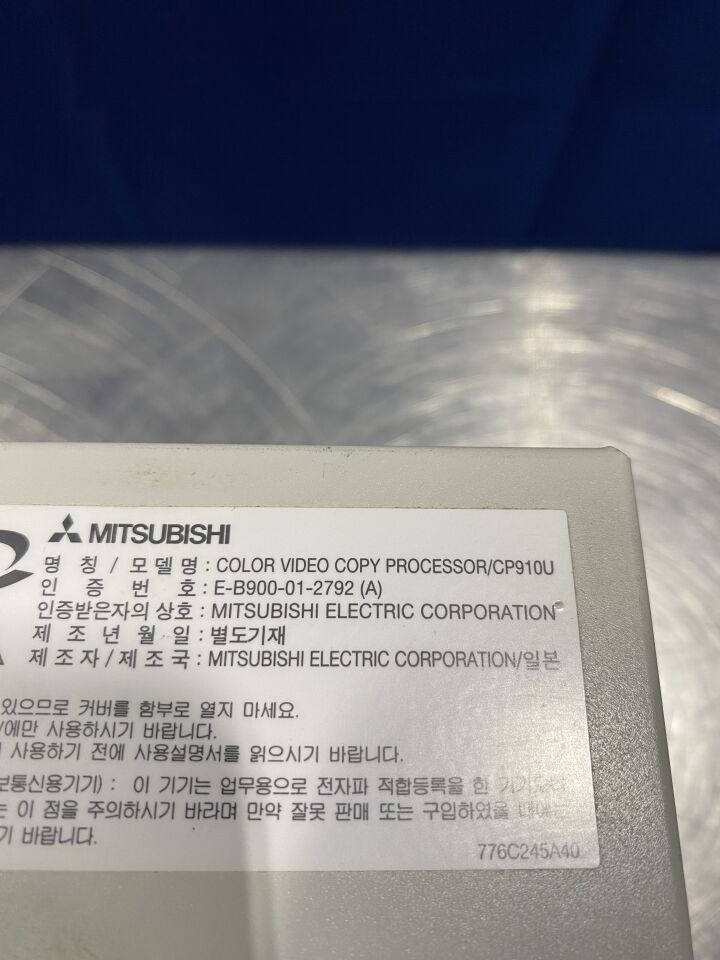 MITSUBISHI
명 칭 / 모 델 명 : COLOR VIDEO COPY PROCESSOR/CP910U
인 증 번 호 : E-B900-01-2792 (A)
인증받은자의 상호 : MITSUBISHI ELECTRIC CORPORATION
제 조 년 월 일 : 별도기재
제 조 자 / 제 조 국 : MITSUBISHI ELECTRIC CORPORATION/일본
있으므로 커버를 함부로 열지 마세요.
에만 사용하시기 바랍니다.
사용하기 전에 사용설명서를 읽으시기 바랍니다.
보통신용기기) : 이 기기는 업무용으로 전자파 적합등록을 한
는 이 점을 주의하시기 바라며 만약 잘못 판매 또는 구입하였을
기 바랍니다.
776C245A40